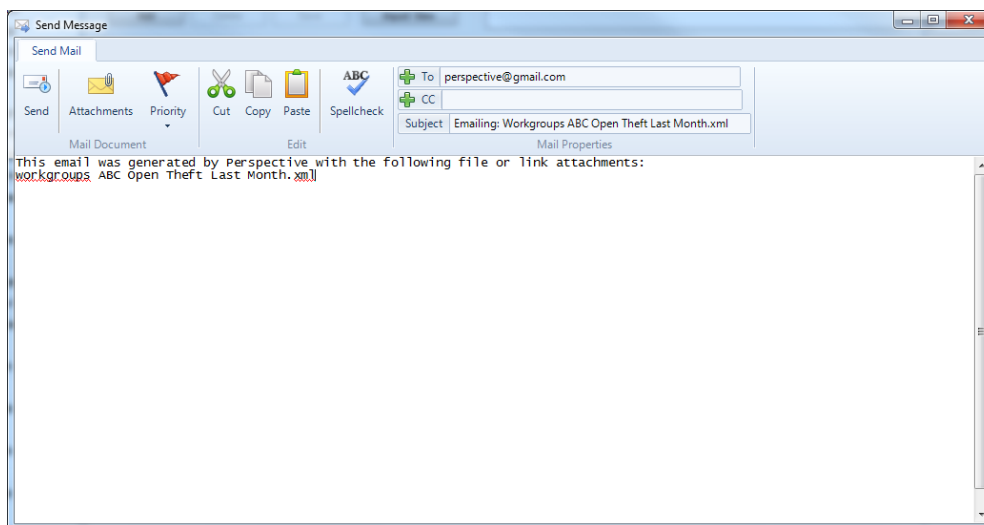 Send Message
Send Mail
Send
Attachments
Priority
Cut
Copy
Paste
ABC
Spellcheck
To perspective@gmail.com
CC
Subject Emailing: Workgroups ABC Open Theft Last Month.xml
Mail Document
Edit
Mail Properties
This email was generated by Perspective with the following file or link attachments:
workgroups ABC Open Theft Last Month.xml